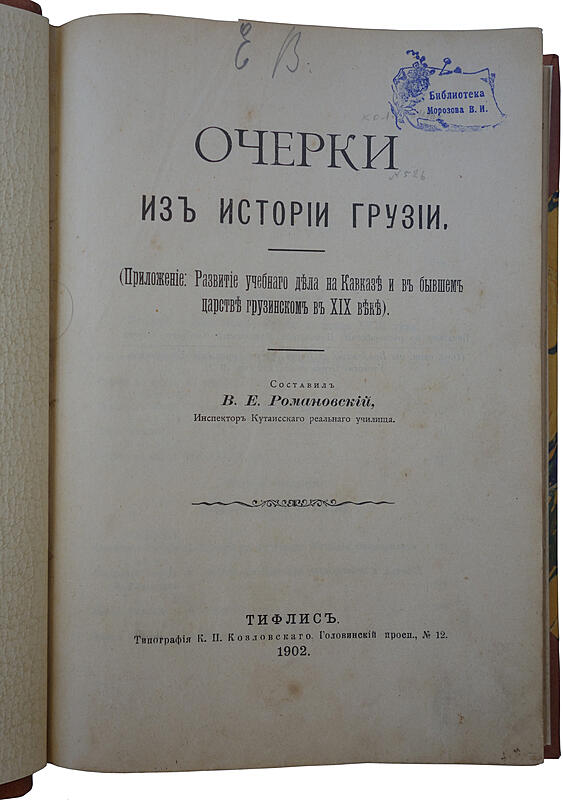 Е В.
Библиотека
Морозова В. И.
ОЧЕРКИ
№526
ИЗЪ ИСТОРІИ ГРУЗІИ.
(Приложеніе: Развитіе учебнаго дѣла на Кавказѣ и въ бывшемъ
царствѣ грузинскомъ въ XIX вѣкѣ).
Составилъ
В. Е. Романовскій,
Инспекторъ Кутаисскаго реальнаго училища.
ТИФЛИСЪ.
Типографія К. П. Козловскаго. Головинскій просп., № 12.
1902.